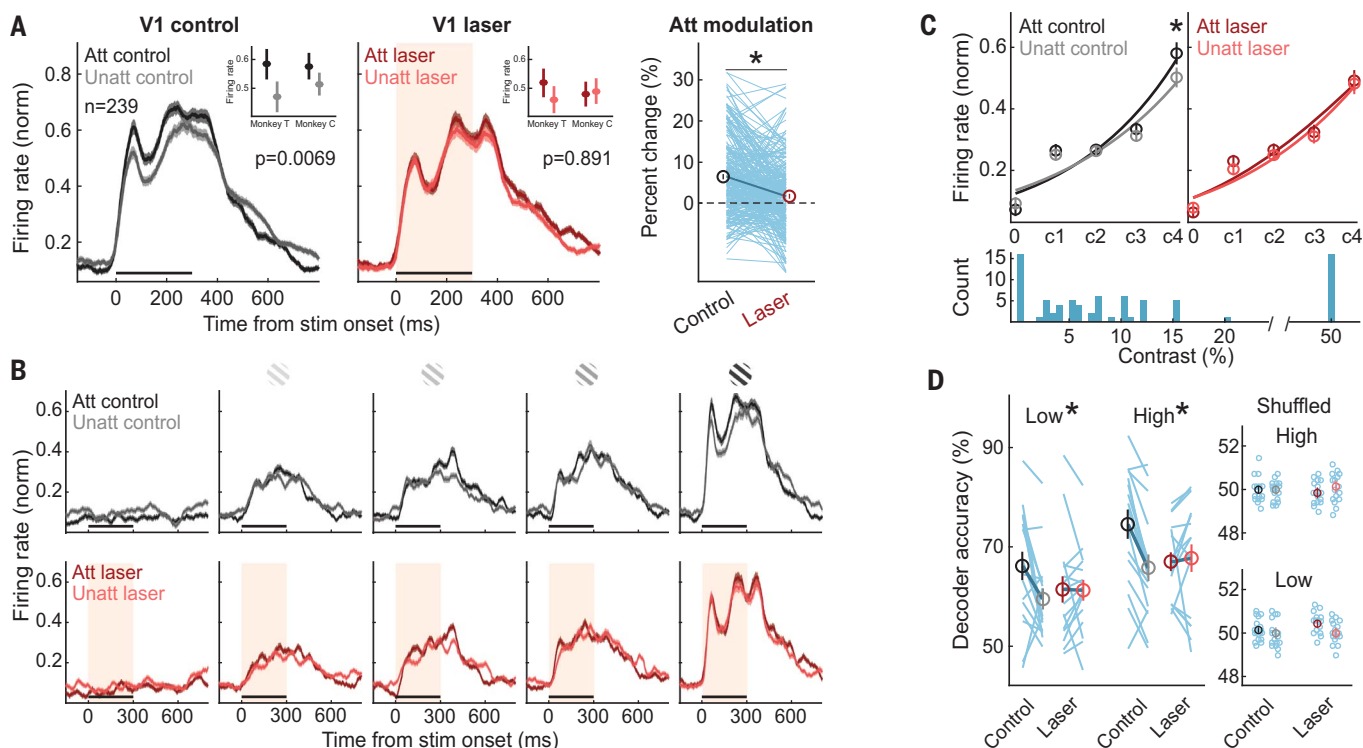 A
V1 control
V1 laser
Att modulation
Att control
Unatt control
n=239
Firing rate
0.6
0.5
Monkey T Monkey C
p=0.0069
Att laser
Unatt laser
Firing rate
0.6
0.5
Monkey T Monkey C
p=0.891
*
Firing rate (norm)
0.8
0.6
0.4
0.2
0 200 400 600
0 200 400 600
Time from stim onset (ms)
Percent change (%)
30
20
10
0
-10
Control
Laser
B
Att control
Unatt control
Firing rate (norm)
0.6
0.4
0.2
Att laser
Unatt laser
0.6
0.4
0.2
0 300 600
0 300 600
0 300 600
0 300 600
0 300 600
Time from stim onset (ms)
C
Att control
Unatt control
*
Att laser
Unatt laser
Firing rate (norm)
0.6
0.4
0.2
0 c1 c2 c3 c4
0 c1 c2 c3 c4
Count
15
10
5
5 10 15 20 // 50
Contrast (%)
D
Low*
High*
Decoder accuracy (%)
90
70
50
Control
Laser
Control
Laser
Shuffled
High
52
50
48
Low
52
50
48
Control
Laser